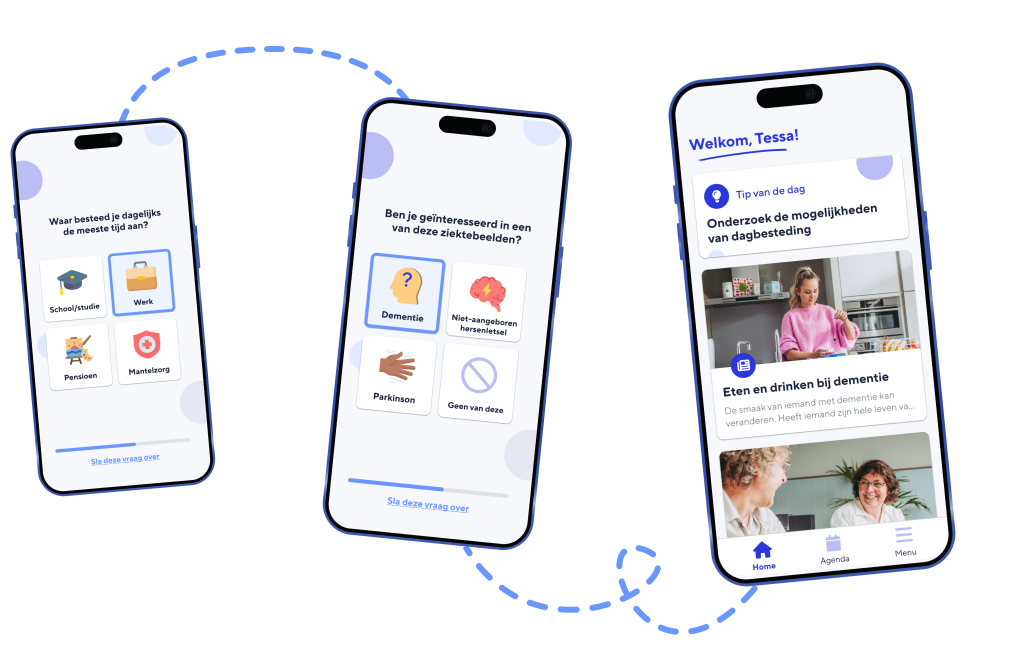 Waar besteed je dagelijks
de meeste tijd aan?
School/studie
Werk
Pensioen
Mantelzorg
Sla deze vraag over
Ben je geïnteresseerd in een
van deze ziektebeelden?
Dementie
Niet-aangeboren
hersenletsel
Parkinson
Geen van deze
Sla deze vraag over
Welkom, Tessa!
Tip van de dag
Onderzoek de mogelijkheden
van dagbesteding
Eten en drinken bij dementie
De smaak van iemand met dementie kan
veranderen. Heeft iemand zijn hele leven va...
Home
Agenda
Menu